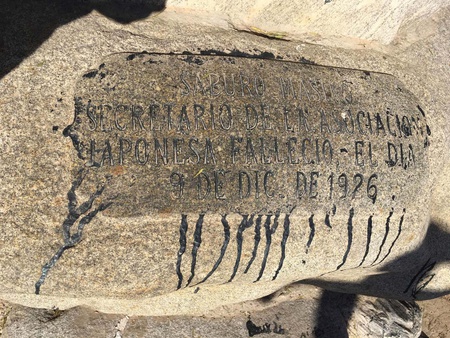 SABURO
SECRETARIO DE LA ASOCIACION
JAPONESA FALLECIO.- EL DIA
9 DE DIC. DE 1926